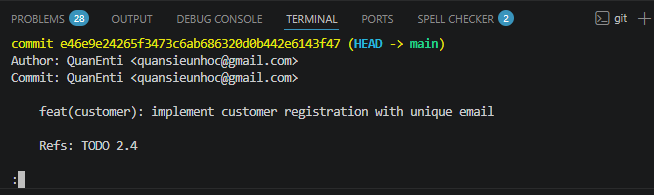 PROBLEMS 28 OUTPUT DEBUG CONSOLE TERMINAL PORTS SPELL CHECKER 2 git
commit e46e9e24265f3473c6ab686320d0b442e6143f47 (HEAD -> main)
Author: QuanEnti <quansieunhoc@gmail.com>
Commit: QuanEnti <quansieunhoc@gmail.com>
feat(customer): implement customer registration with unique email
Refs: TODO 2.4
: